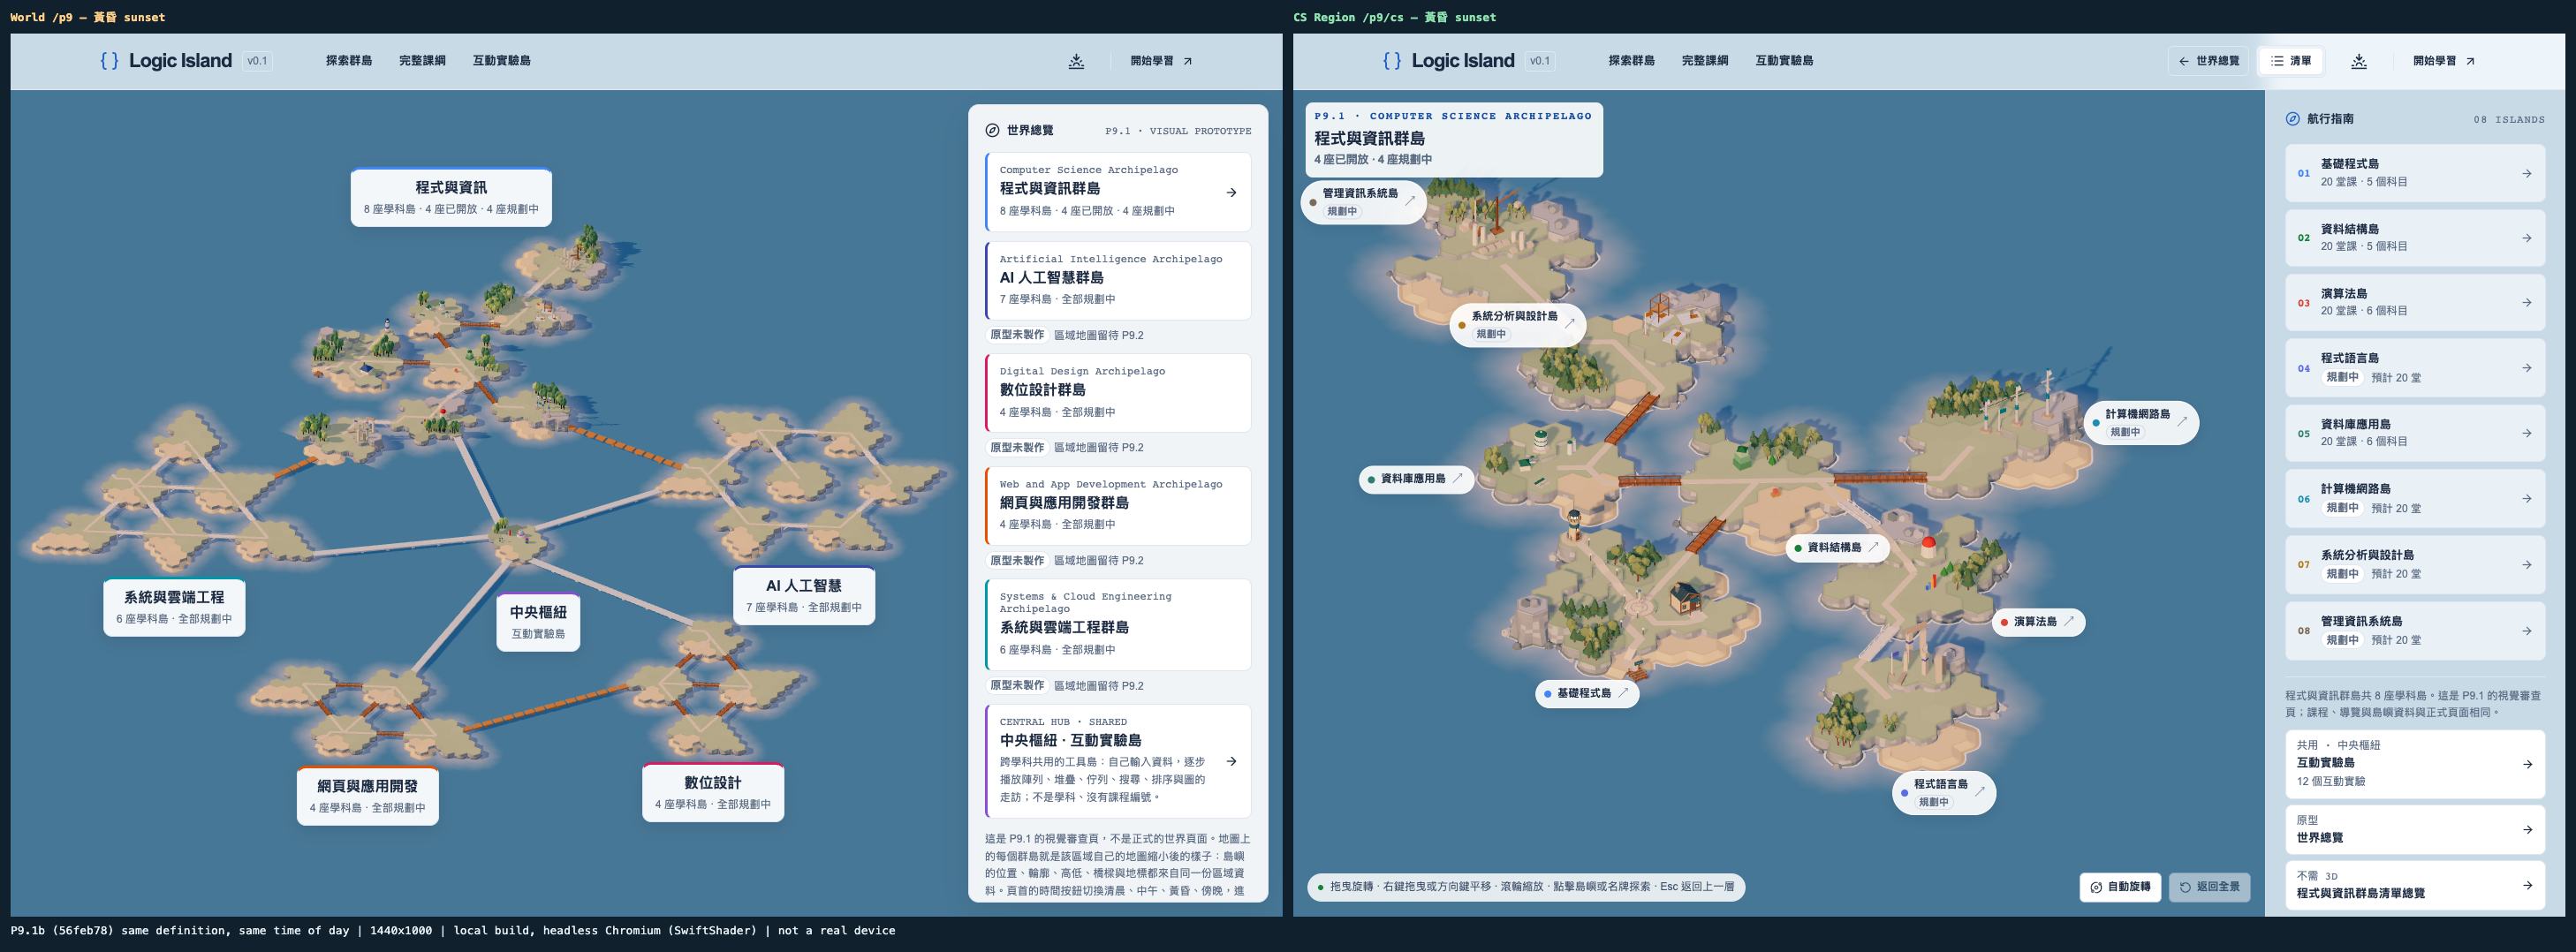 World /p9 — 黃昏 sunset
Logic Island v0.1 探索群島 完整課綱 互動實驗島 開始學習
程式與資訊
8 座學科島 · 4 座已開放 · 4 座規劃中
系統與雲端工程
6 座學科島 · 全部規劃中
中央樞紐
互動實驗島
AI 人工智慧
7 座學科島 · 全部規劃中
網頁與應用開發
4 座學科島 · 全部規劃中
數位設計
4 座學科島 · 全部規劃中
世界總覽 P9.1 · VISUAL PROTOTYPE
Computer Science Archipelago
程式與資訊群島
8 座學科島 · 4 座已開放 · 4 座規劃中
Artificial Intelligence Archipelago
AI 人工智慧群島
7 座學科島 · 全部規劃中
原型未製作 區域地圖留待 P9.2
Digital Design Archipelago
數位設計群島
4 座學科島 · 全部規劃中
原型未製作 區域地圖留待 P9.2
Web and App Development Archipelago
網頁與應用開發群島
4 座學科島 · 全部規劃中
原型未製作 區域地圖留待 P9.2
Systems & Cloud Engineering
Archipelago
系統與雲端工程群島
6 座學科島 · 全部規劃中
原型未製作 區域地圖留待 P9.2
CENTRAL HUB · SHARED
中央樞紐 · 互動實驗島
跨學科共用的工具島：自己輸入資料，逐步
播放陣列、堆疊、佇列、搜尋、排序與圖的
走訪；不是學科、沒有課程編號。
這是 P9.1 的視覺審查頁，不是正式的世界頁面。地圖上
的每個群島就是該區域自己的地圖縮小後的樣子：島嶼
的位置、輪廓、高低、橋樑與地標都來自同一份區域資
料。頁首的時間按鈕切換清晨、中午、黃昏、傍晚，進
CS Region /p9/cs — 黃昏 sunset
Logic Island v0.1 探索群島 完整課綱 互動實驗島 世界總覽 清單 開始學習
P9.1 · COMPUTER SCIENCE ARCHIPELAGO
程式與資訊群島
4 座已開放 · 4 座規劃中
管理資訊系統島
規劃中
系統分析與設計島
規劃中
計算機網路島
規劃中
資料庫應用島
資料結構島
演算法島
基礎程式島
程式語言島
規劃中
拖曳旋轉 · 右鍵拖曳或方向鍵平移 · 滾輪縮放 · 點擊島嶼或名牌探索 · Esc 返回上一層
自動旋轉 返回全景
航行指南 08 ISLANDS
01 基礎程式島
20 堂課 · 5 個科目
02 資料結構島
20 堂課 · 5 個科目
03 演算法島
20 堂課 · 6 個科目
04 程式語言島
規劃中 預計 20 堂
05 資料庫應用島
20 堂課 · 6 個科目
06 計算機網路島
規劃中 預計 20 堂
07 系統分析與設計島
規劃中 預計 20 堂
08 管理資訊系統島
規劃中 預計 20 堂
程式與資訊群島共 8 座學科島。這是 P9.1 的視覺審查
頁；課程、導覽與島嶼資料與正式頁面相同。
共用 · 中央樞紐
互動實驗島
12 個互動實驗
原型
世界總覽
不需 3D
程式與資訊群島清單總覽
P9.1b (56feb78) same definition, same time of day | 1440x1000 | local build, headless Chromium (SwiftShader) | not a real device